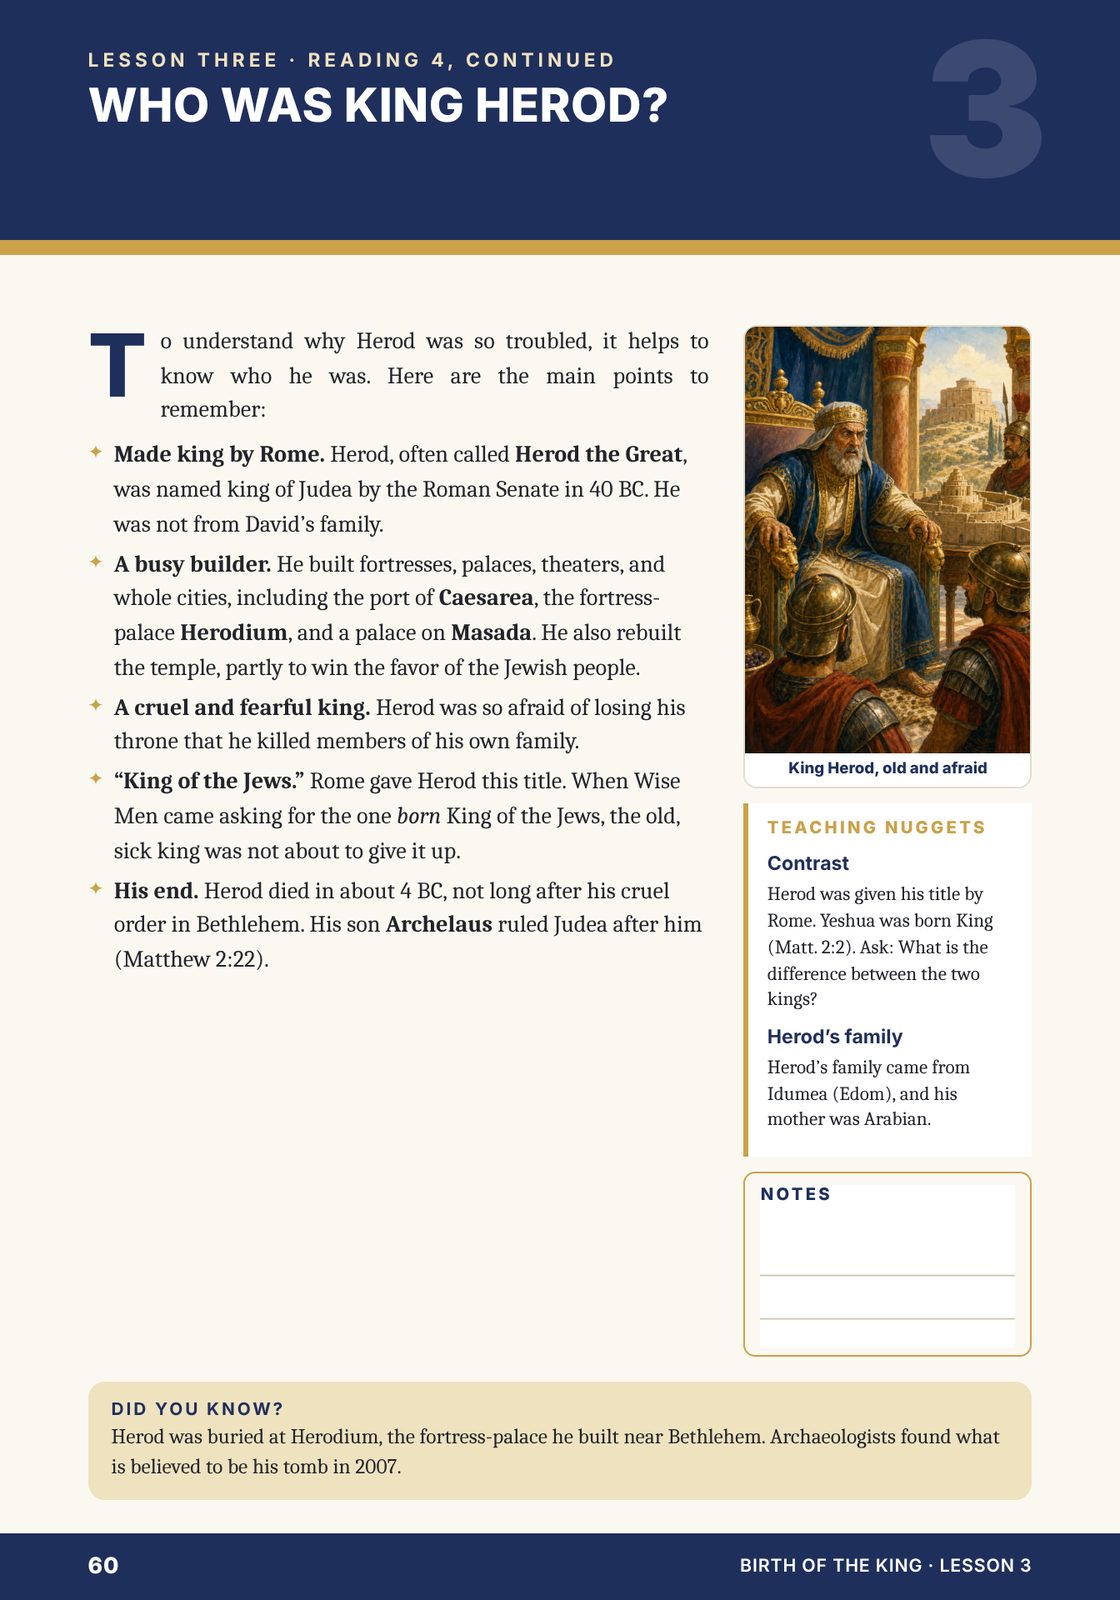 LESSON THREE · READING 4, CONTINUED
WHO WAS KING HEROD?
3
To understand why Herod was so troubled, it helps to
know who he was. Here are the main points to
remember:
✦ Made king by Rome. Herod, often called Herod the Great,
was named king of Judea by the Roman Senate in 40 BC. He
was not from David’s family.
✦ A busy builder. He built fortresses, palaces, theaters, and
whole cities, including the port of Caesarea, the fortress-
palace Herodium, and a palace on Masada. He also rebuilt
the temple, partly to win the favor of the Jewish people.
✦ A cruel and fearful king. Herod was so afraid of losing his
throne that he killed members of his own family.
✦ “King of the Jews.” Rome gave Herod this title. When Wise
Men came asking for the one born King of the Jews, the old,
sick king was not about to give it up.
✦ His end. Herod died in about 4 BC, not long after his cruel
order in Bethlehem. His son Archelaus ruled Judea after him
(Matthew 2:22).
King Herod, old and afraid
TEACHING NUGGETS
Contrast
Herod was given his title by
Rome. Yeshua was born King
(Matt. 2:2). Ask: What is the
difference between the two
kings?
Herod’s family
Herod’s family came from
Idumea (Edom), and his
mother was Arabian.
NOTES
DID YOU KNOW?
Herod was buried at Herodium, the fortress-palace he built near Bethlehem. Archaeologists found what
is believed to be his tomb in 2007.
60
BIRTH OF THE KING · LESSON 3